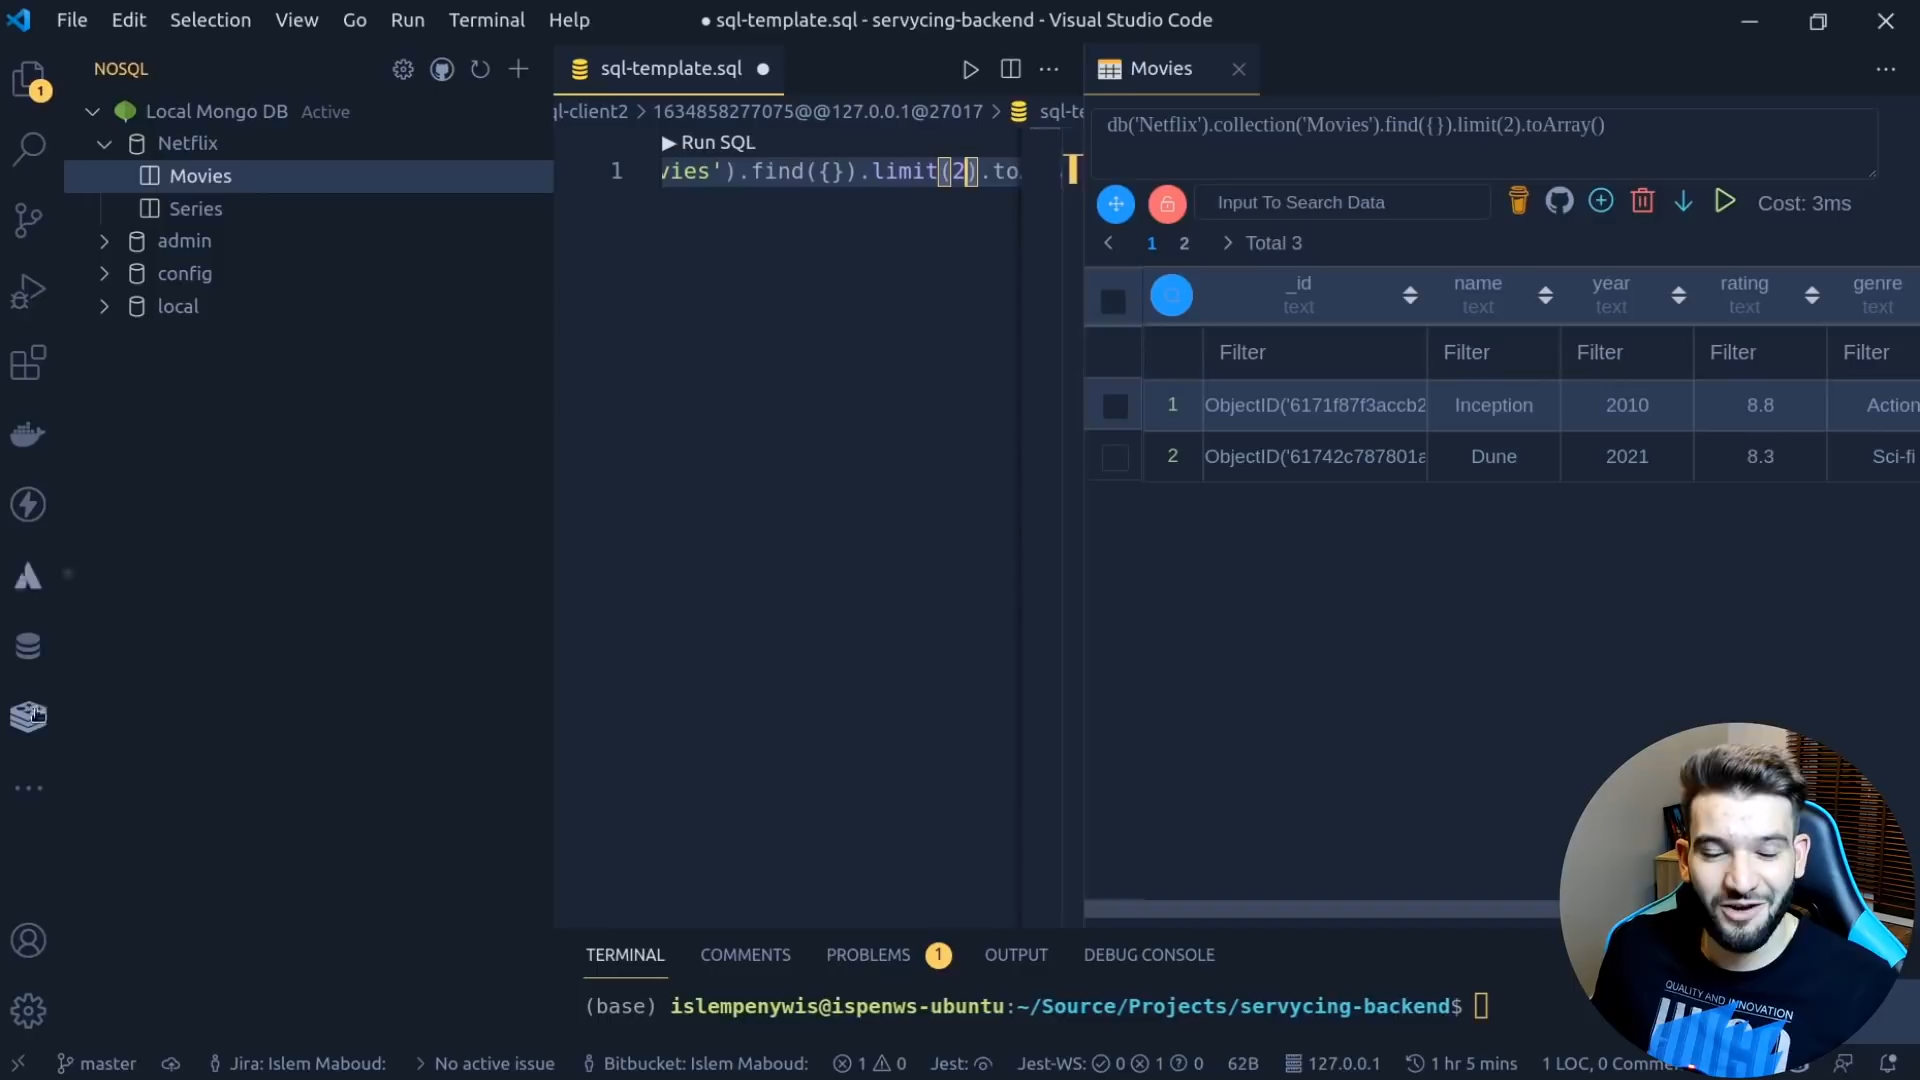 File Edit Selection View Go Run Terminal Help
● sql-template.sql - servycing-backend - Visual Studio Code
1
NOSQL
Local Mongo DB Active
Netflix
Movies
Series
admin
config
local
sql-template.sql
ql-client2 > 1634858277075@@127.0.0.1@27017 > sql-te
▶ Run SQL
1 vies').find({}).limit(2).to
Movies
db('Netflix').collection('Movies').find({}).limit(2).toArray()
Input To Search Data
Cost: 3ms
1 2 Total 3
_id name year rating genre
text text text text text
Filter Filter Filter Filter Filter
1 ObjectID('6171f87f3accb2 Inception 2010 8.8 Action
2 ObjectID('61742c787801a Dune 2021 8.3 Sci-fi
TERMINAL COMMENTS PROBLEMS 1 OUTPUT DEBUG CONSOLE
(base) islempenywis@ispenws-ubuntu:~/Source/Projects/servycing-backend$
QUALITY AND INNOVATION
master Jira: Islem Maboud: > No active issue Bitbucket: Islem Maboud: 1 0 Jest: Jest-WS: 0 1 0 62B 127.0.0.1 1 hr 5 mins 1 LOC, 0 Comme